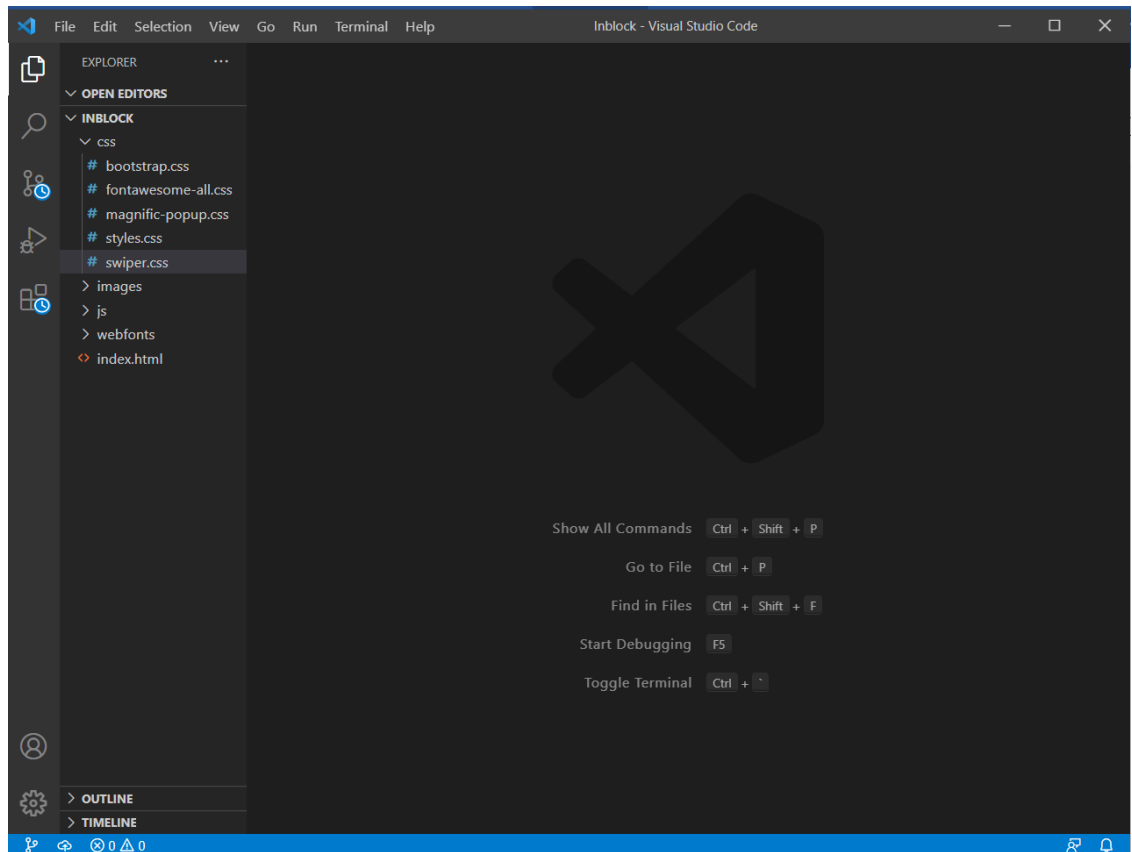 File Edit Selection View Go Run Terminal Help Inblock - Visual Studio Code
EXPLORER ...
OPEN EDITORS
INBLOCK
css
# bootstrap.css
# fontawesome-all.css
# magnific-popup.css
# styles.css
# swiper.css
images
js
webfonts
<> index.html
Show All Commands Ctrl + Shift + P
Go to File Ctrl + P
Find in Files Ctrl + Shift + F
Start Debugging F5
Toggle Terminal Ctrl + `
OUTLINE
TIMELINE
0 0